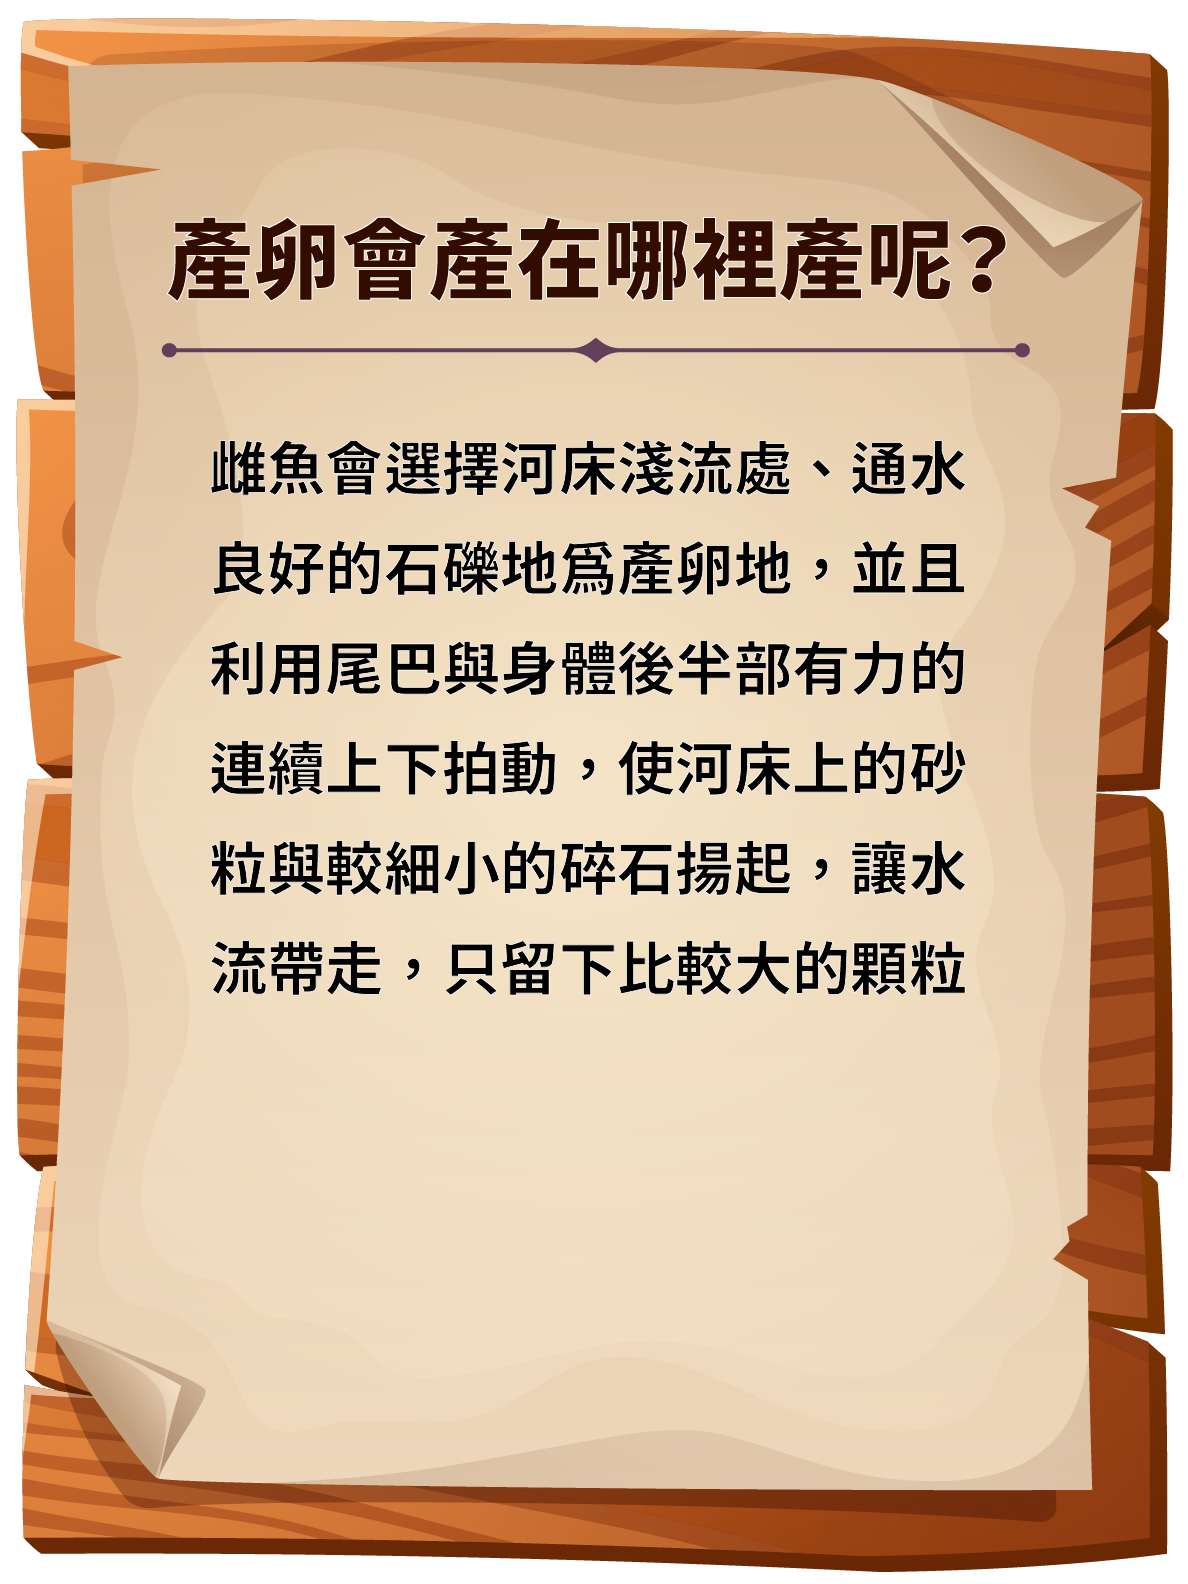 產卵會產在哪裡產呢？
雌魚會選擇河床淺流處、通水
良好的石礫地爲產卵地，並且
利用尾巴與身體後半部有力的
連續上下拍動，使河床上的砂
粒與較細小的碎石揚起，讓水
流帶走，只留下比較大的顆粒